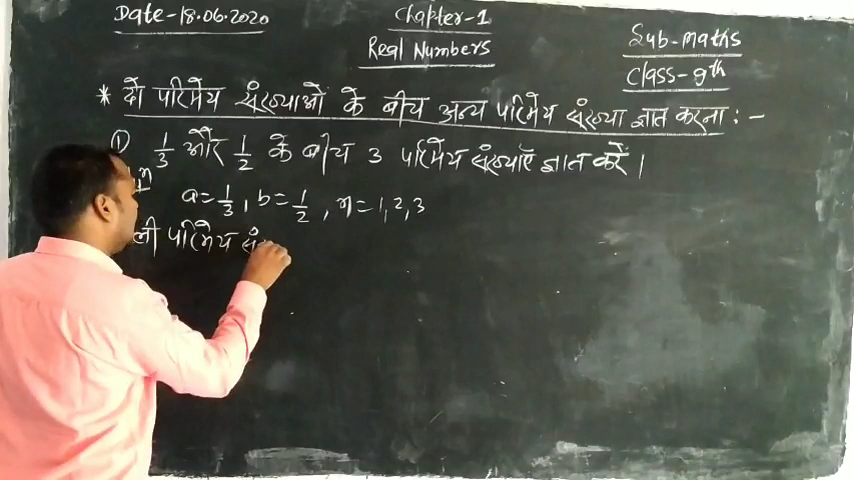 Date-18.06.2020
Chapter-1
Real Numbers
Sub-Maths
Class-9th
* दो परिमेय संख्याओ के बीच अन्य परिमेय संख्या ज्ञात करना :-
① 1/3 और 1/2 के बीच 3 परिमेय संख्याएँ ज्ञात करें।
a = 1/3, b = 1/2, n = 1, 2, 3
ली परिमेय सं